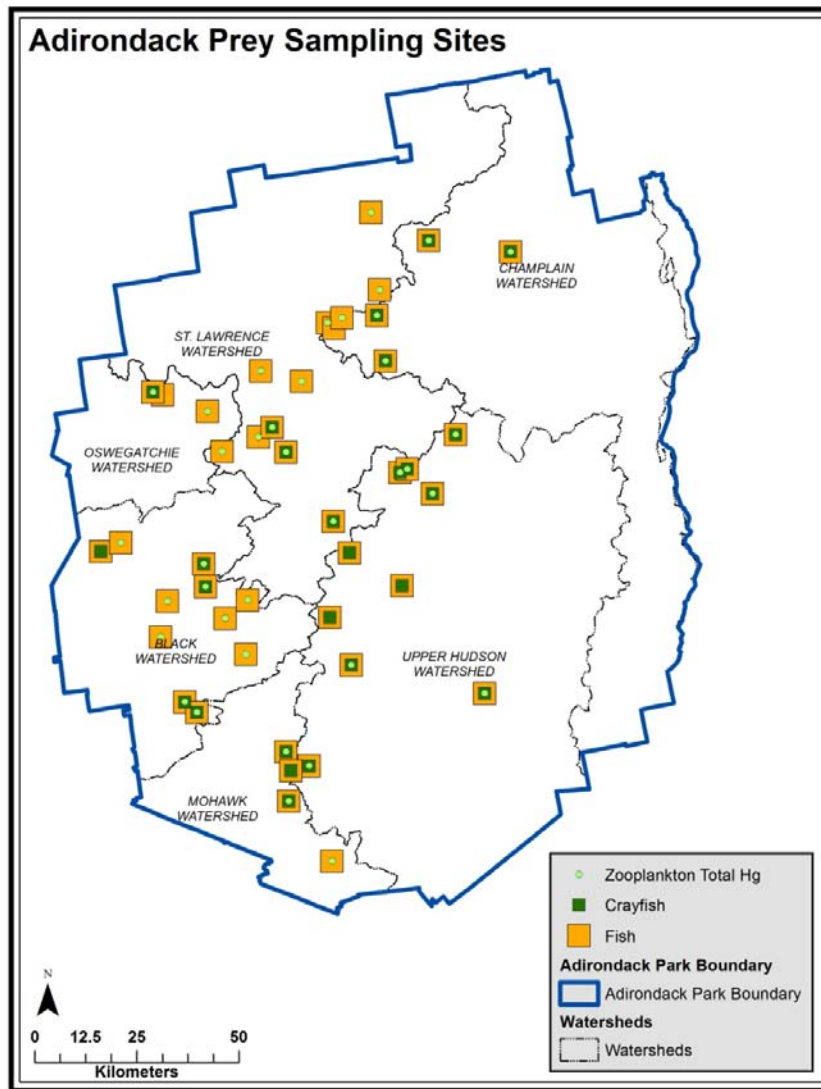 Adirondack Prey Sampling Sites
CHAMPLAIN
WATERSHED
ST. LAWRENCE
WATERSHED
OSWEGATCHIE
WATERSHED
BLACK
WATERSHED
UPPER HUDSON
WATERSHED
MOHAWK
WATERSHED
Zooplankton Total Hg
Crayfish
Fish
Adirondack Park Boundary
Adirondack Park Boundary
Watersheds
Watersheds
N
0 12.5 25 50
Kilometers